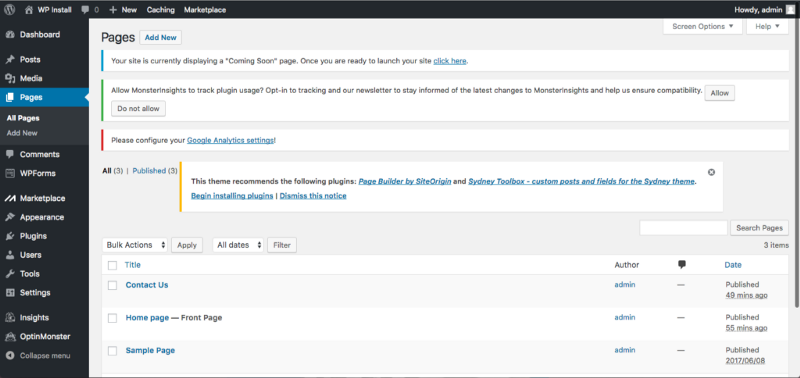 WP Install 0 + New Caching Marketplace Howdy, admin
Dashboard
Posts
Media
Pages
All Pages
Add New
Comments
WPForms
Marketplace
Appearance
Plugins
Users
Tools
Settings
Insights
OptinMonster
Collapse menu
Screen Options ▼ Help ▼
Pages Add New
Your site is currently displaying a "Coming Soon" page. Once you are ready to launch your site click here.
Allow MonsterInsights to track plugin usage? Opt-in to tracking and our newsletter to stay informed of the latest changes to MonsterInsights and help us ensure compatibility. Allow
Do not allow
Please configure your Google Analytics settings!
All (3) | Published (3)
This theme recommends the following plugins: Page Builder by SiteOrigin and Sydney Toolbox - custom posts and fields for the Sydney theme.
Begin installing plugins | Dismiss this notice
Search Pages
Bulk Actions Apply All dates Filter 3 items
Title Author Date
Contact Us admin — Published
49 mins ago
Home page — Front Page admin — Published
55 mins ago
Sample Page admin — Published
2017/06/08